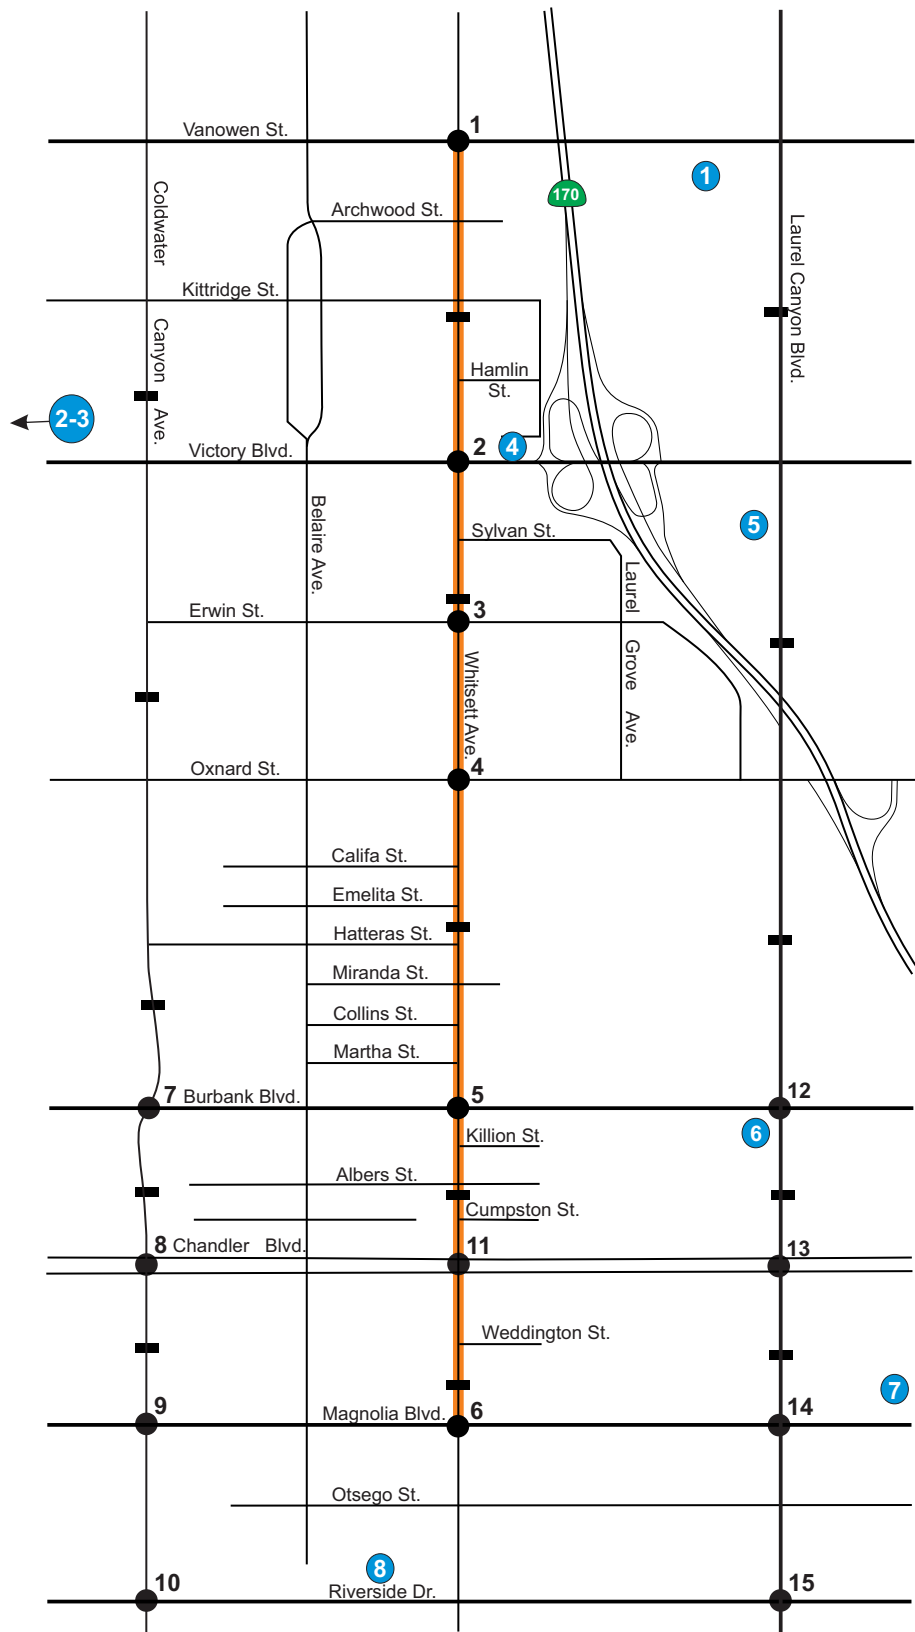 1
Vanowen St.
1
170
Coldwater
Canyon
Ave.
Archwood St.
Laurel Canyon Blvd.
Kittridge St.
Hamlin
St.
2-3
4
2
Victory Blvd.
Belaire Ave.
5
Sylvan St.
Laurel
Grove
Ave.
Erwin St.
3
Whitsett Ave.
Oxnard St.
4
Califa St.
Emelita St.
Hatteras St.
Miranda St.
Collins St.
Martha St.
7 Burbank Blvd.
5
12
Killion St.
6
Albers St.
Cumpston St.
8 Chandler Blvd.
11
13
Weddington St.
7
9
Magnolia Blvd.
6
14
Otsego St.
8
10
Riverside Dr.
15